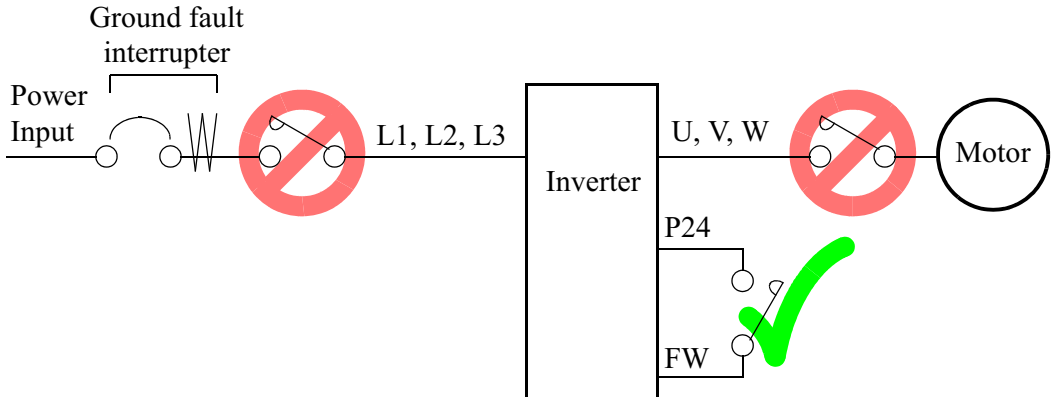 Ground fault
interrupter
Power
Input
L1, L2, L3
Inverter
U, V, W
Motor
P24
FW